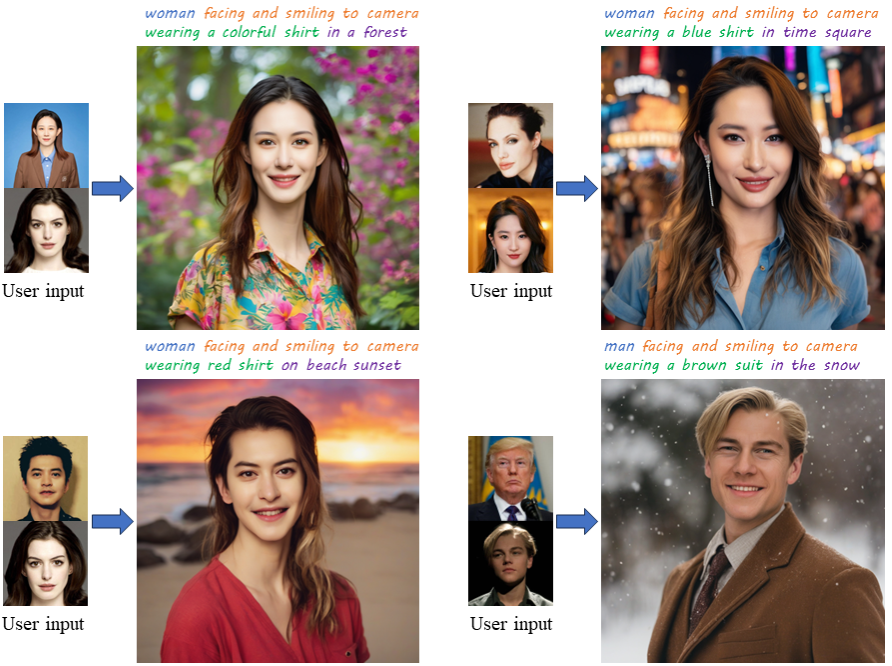 woman facing and smiling to camera
wearing a colorful shirt in a forest
User input
woman facing and smiling to camera
wearing a blue shirt in time square
User input
woman facing and smiling to camera
wearing red shirt on beach sunset
User input
man facing and smiling to camera
wearing a brown suit in the snow
User input